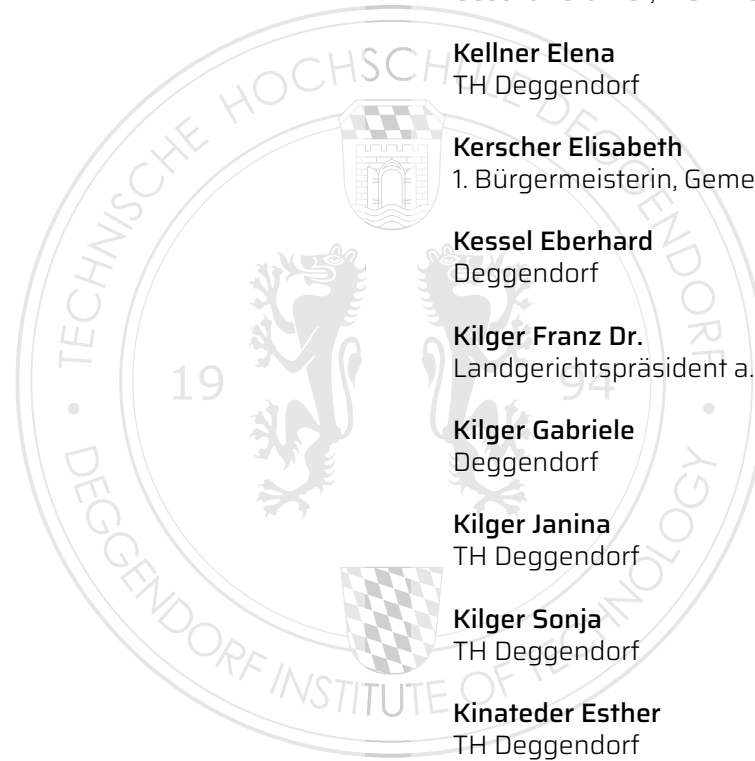 Kellner Elena
TH Deggendorf
Kerscher Elisabeth
1. Bürgermeisterin, Geme
Kessel Eberhard
Deggendorf
Kilger Franz Dr.
Landgerichtspräsident a.
Kilger Gabriele
Deggendorf
Kilger Janina
TH Deggendorf
Kilger Sonja
TH Deggendorf
Kinateder Esther
TH Deggendorf
TECHNISCHE HOCHSCHULE DEGGENDORF
19 94
DEGGENDORF INSTITUTE OF TECHNOLOGY